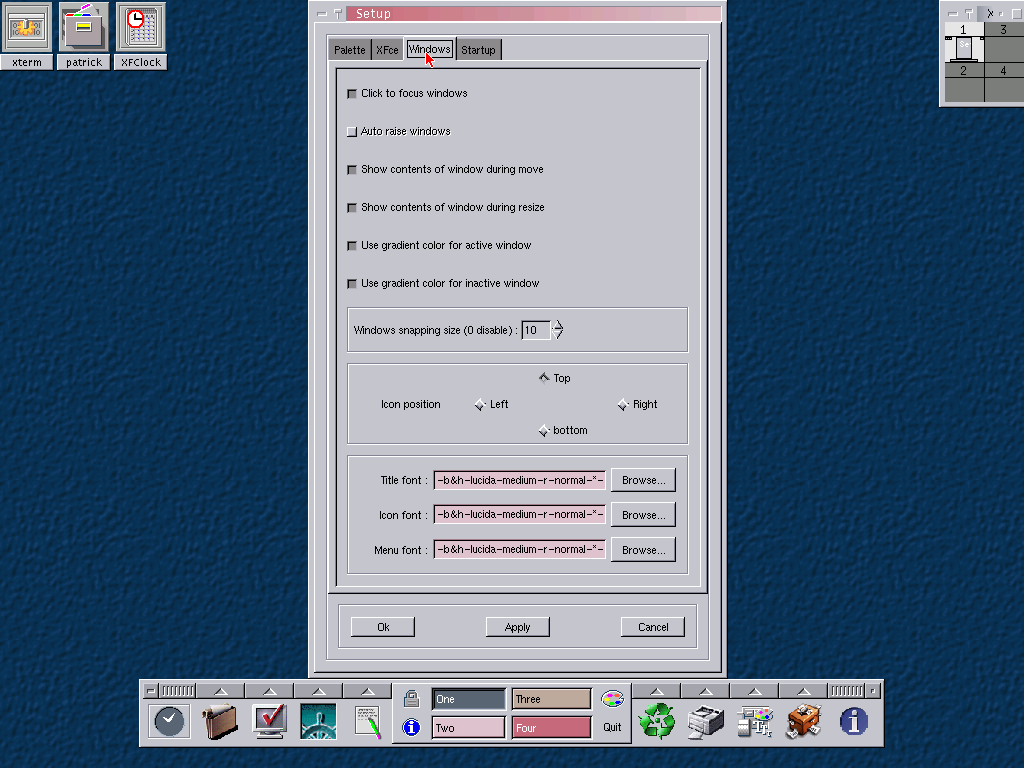 Setup
xterm
patrick
XFClock
X
1
3
2
4
Palette
XFce
Windows
Startup
Click to focus windows
Auto raise windows
Show contents of window during move
Show contents of window during resize
Use gradient color for active window
Use gradient color for inactive window
Windows snapping size (0 disable) : 10
Top
Icon position
Left
Right
bottom
Title font : -b&h-lucida-medium-r-normal-*- Browse...
Icon font : -b&h-lucida-medium-r-normal-*- Browse...
Menu font : -b&h-lucida-medium-r-normal-*- Browse...
Ok
Apply
Cancel
One
Three
Two
Four
Quit